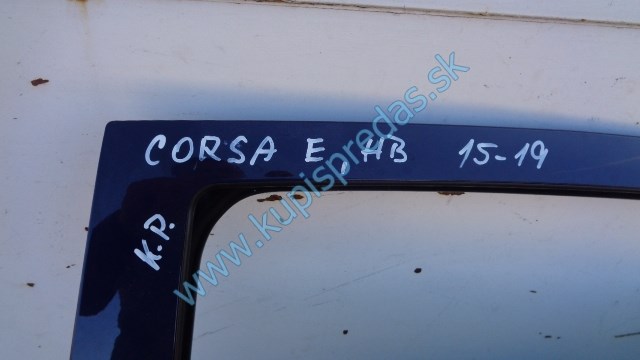 CORSA E, HB 15-19
K.P.
www.kupispredas.sk